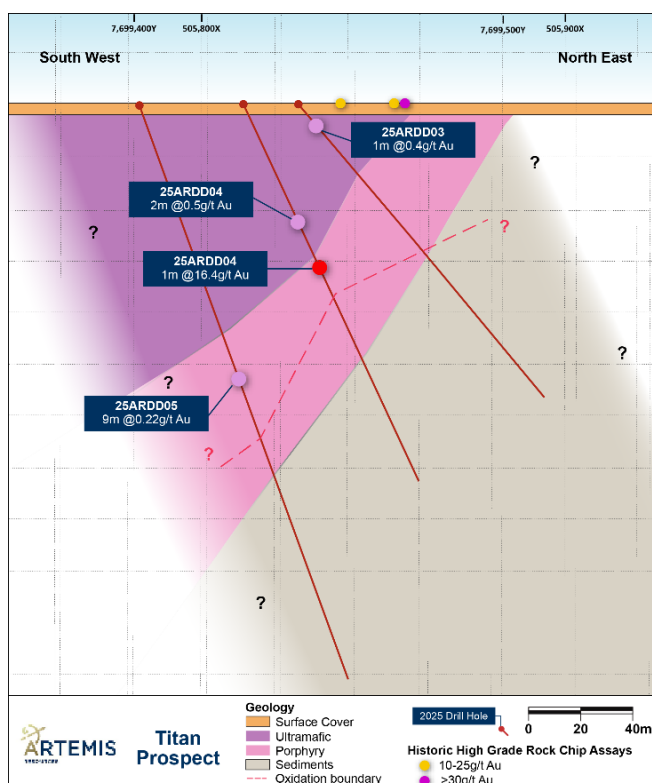 7,699,400Y
505,800X
7,699,500Y
505,900X
South West
North East
25ARDD03
1m @0.4g/t Au
?
25ARDD04
2m @0.5g/t Au
?
?
25ARDD04
1m @16.4g/t Au
?
?
25ARDD05
9m @0.22g/t Au
?
?
ARTEMIS
RESOURCES
Titan
Prospect
Geology
Surface Cover
Ultramafic
Porphyry
Sediments
Oxidation boundary
2025 Drill Hole
0
20
40m
Historic High Grade Rock Chip Assays
10-25g/t Au
>30g/t Au